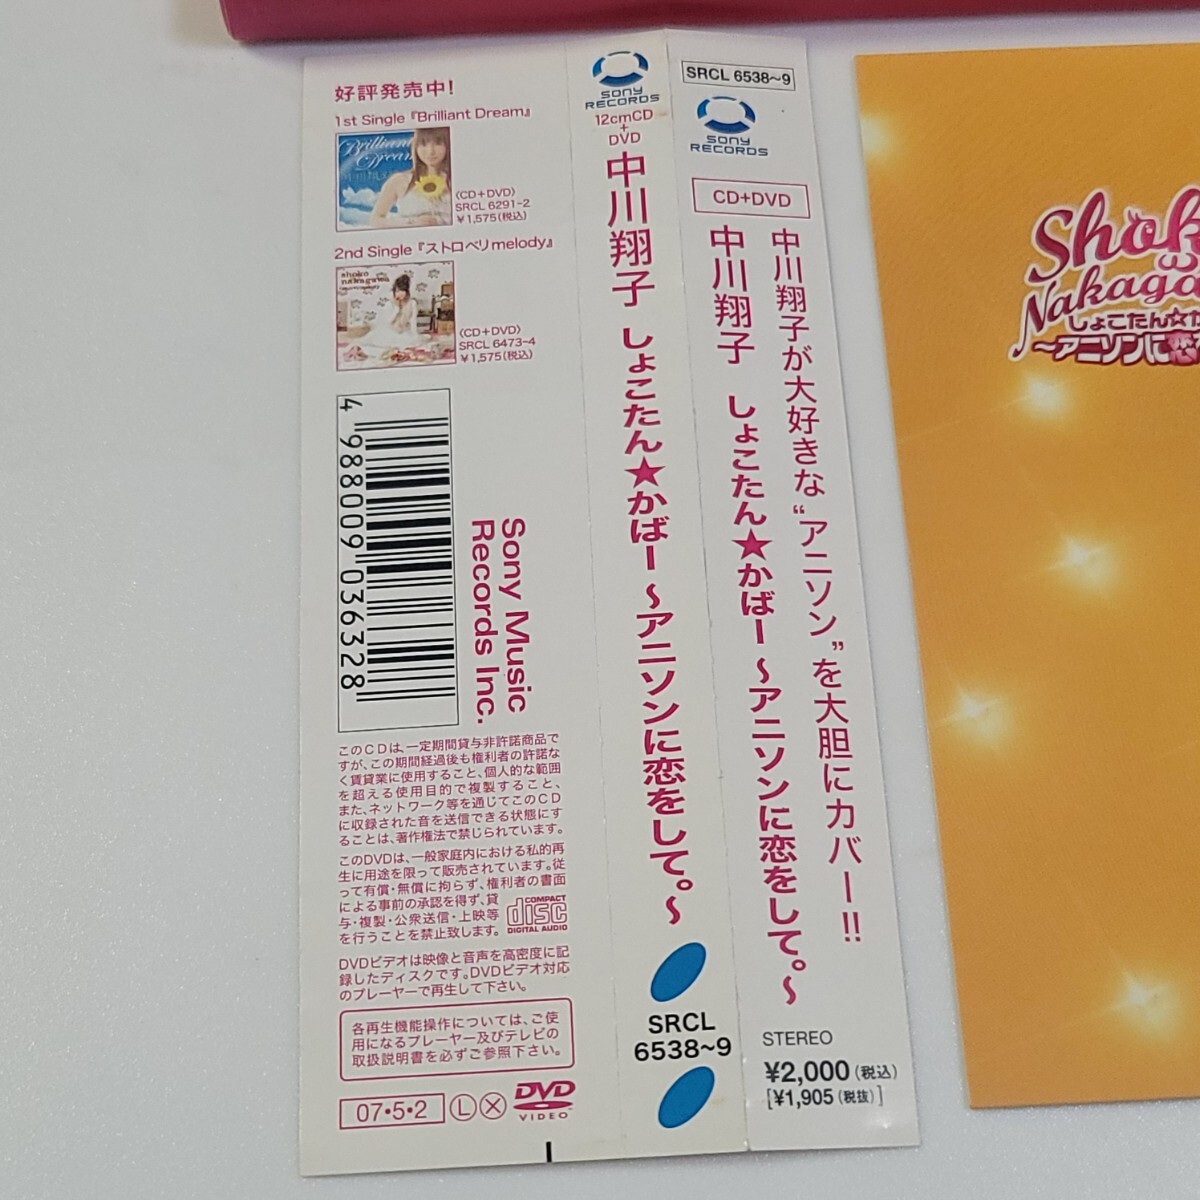 好評発売中!
1st Single『Brilliant Dream』
Brilliant
Dream
〈CD+DVD〉
SRCL 6291-2
¥1,575(税込)
2nd Single『ストロベリmelody』
shoko
nakagawa
〈CD+DVD〉
SRCL 6473-4
¥1,575(税込)
4 988009 036328
Sony Music
Records Inc.
このCDは、一定期間貸与非許諾商品で
すが、この期間経過後も権利者の許諾な
く賃貸業に使用すること、個人的な範囲
を超える使用目的で複製すること、
また、ネットワーク等を通じてこのCD
に収録された音を送信できる状態にす
ることは、著作権法で禁じられています。
このDVDは、一般家庭内における私的再
生に用途を限って販売されています。従
って有償・無償に拘らず、権利者の書面
による事前の承認を得ず、貸
与・複製・公衆送信・上映等
を行うことを禁止致します。
COMPACT
disc
DIGITAL AUDIO
DVDビデオは映像と音声を高密度に記
録したディスクです。DVDビデオ対応
のプレーヤーで再生して下さい。
各再生機能操作については、ご使
用になるプレーヤー及びテレビの
取扱説明書を必ずご参照下さい。
07・5・2
L X
DVD
VIDEO
SONY
RECORDS
12cmCD
+
DVD
中川翔子 しょこたん★かばー ～アニソンに恋をして。～
SRCL
6538~9
SRCL 6538~9
SONY
RECORDS
CD+DVD
中川翔子が大好きな“アニソン”を大胆にカバー!!
中川翔子 しょこたん★かばー ～アニソンに恋をして。～
STEREO
¥2,000(税込)
[¥1,905(税抜)]
しょこたん☆
～アニソンに恋